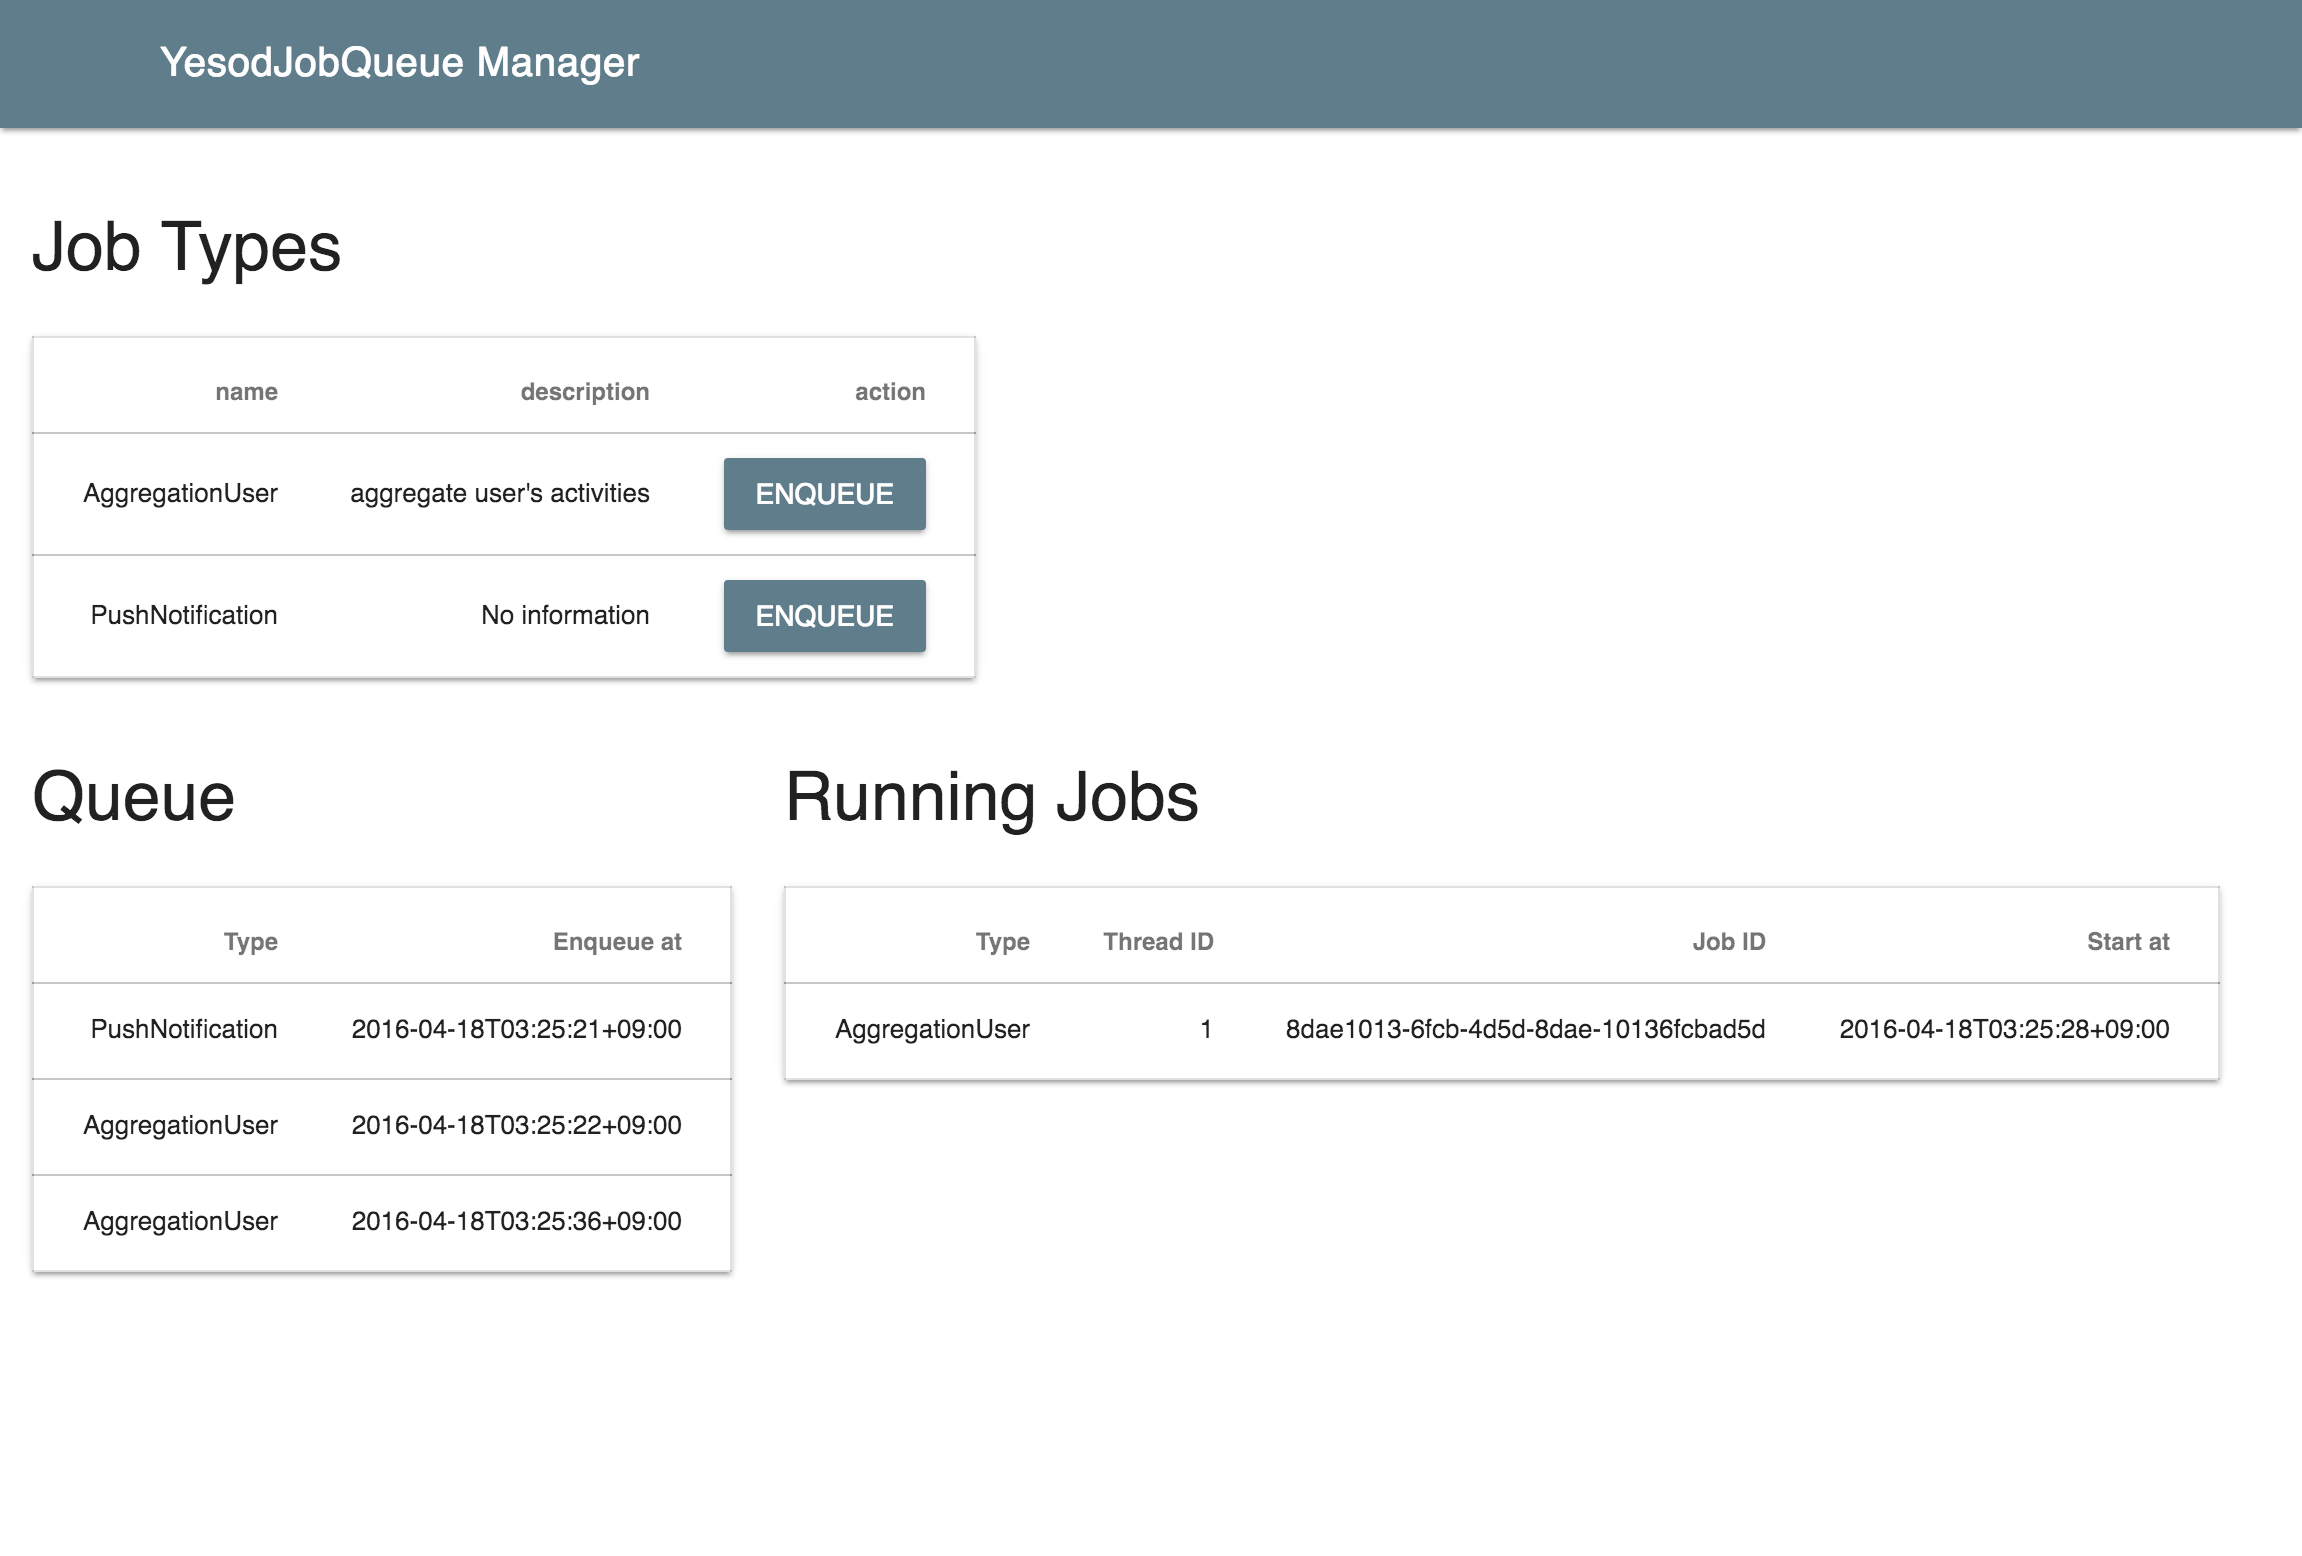 YesodJobQueue Manager
Job Types
name description action
AggregationUser aggregate user's activities ENQUEUE
PushNotification No information ENQUEUE
Queue
Type Enqueue at
PushNotification 2016-04-18T03:25:21+09:00
AggregationUser 2016-04-18T03:25:22+09:00
AggregationUser 2016-04-18T03:25:36+09:00
Running Jobs
Type Thread ID Job ID Start at
AggregationUser 1 8dae1013-6fcb-4d5d-8dae-10136fcbad5d 2016-04-18T03:25:28+09:00